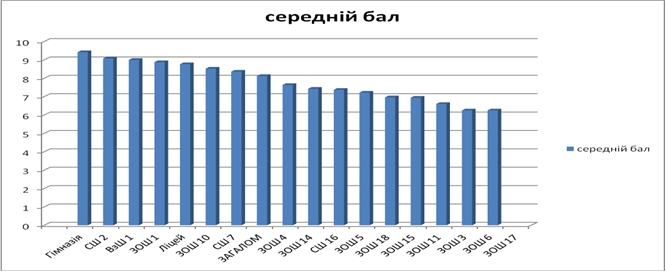 середній бал
10
9
8
7
6
5
4
3
2
1
0
Гімназія
СШ 2
ВзШ 1
ЗОШ 1
Ліцей
ЗОШ 10
СШ 7
ЗАГАЛОМ
ЗОШ 4
ЗОШ 14
СШ 16
ЗОШ 5
ЗОШ 18
ЗОШ 15
ЗОШ 11
ЗОШ 3
ЗОШ 6
ЗОШ 17
середній бал